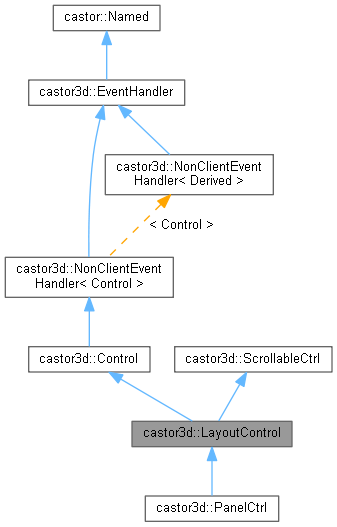 castor::Named
castor3d::EventHandler
castor3d::NonClientEvent
Handler< Derived >
< Control >
castor3d::NonClientEvent
Handler< Control >
castor3d::Control
castor3d::ScrollableCtrl
castor3d::LayoutControl
castor3d::PanelCtrl